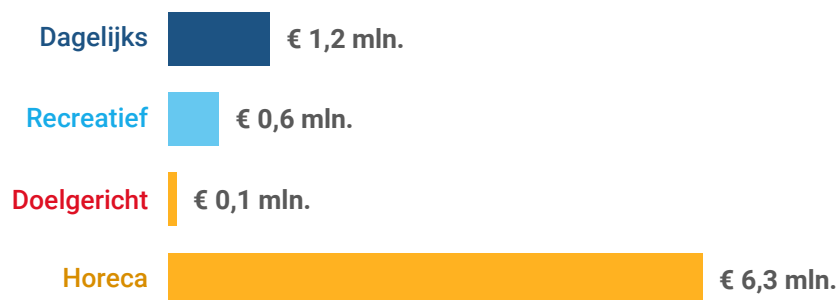 Dagelijks € 1,2 mln.
Recreatief € 0,6 mln.
Doelgericht € 0,1 mln.
Horeca € 6,3 mln.